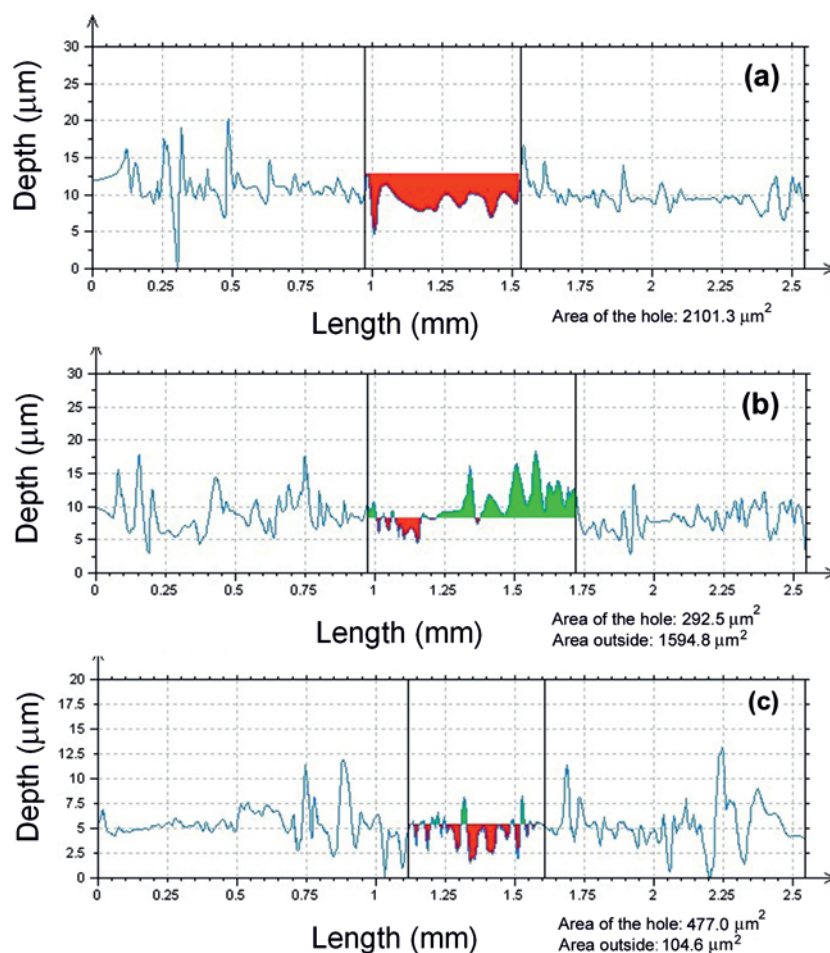 (a)
Depth (μm)
30
25
20
15
10
5
0
0 0.25 0.5 0.75 1 1.25 1.5 1.75 2 2.25 2.5
Length (mm)
Area of the hole: 2101.3 μm²
(b)
Depth (μm)
30
25
20
15
10
5
0
0 0.25 0.5 0.75 1 1.25 1.5 1.75 2 2.25 2.5
Length (mm)
Area of the hole: 292.5 μm²
Area outside: 1594.8 μm²
(c)
Depth (μm)
20
17.5
15
12.5
10
7.5
5
2.5
0
0 0.25 0.5 0.75 1 1.25 1.5 1.75 2 2.25 2.5
Length (mm)
Area of the hole: 477.0 μm²
Area outside: 104.6 μm²